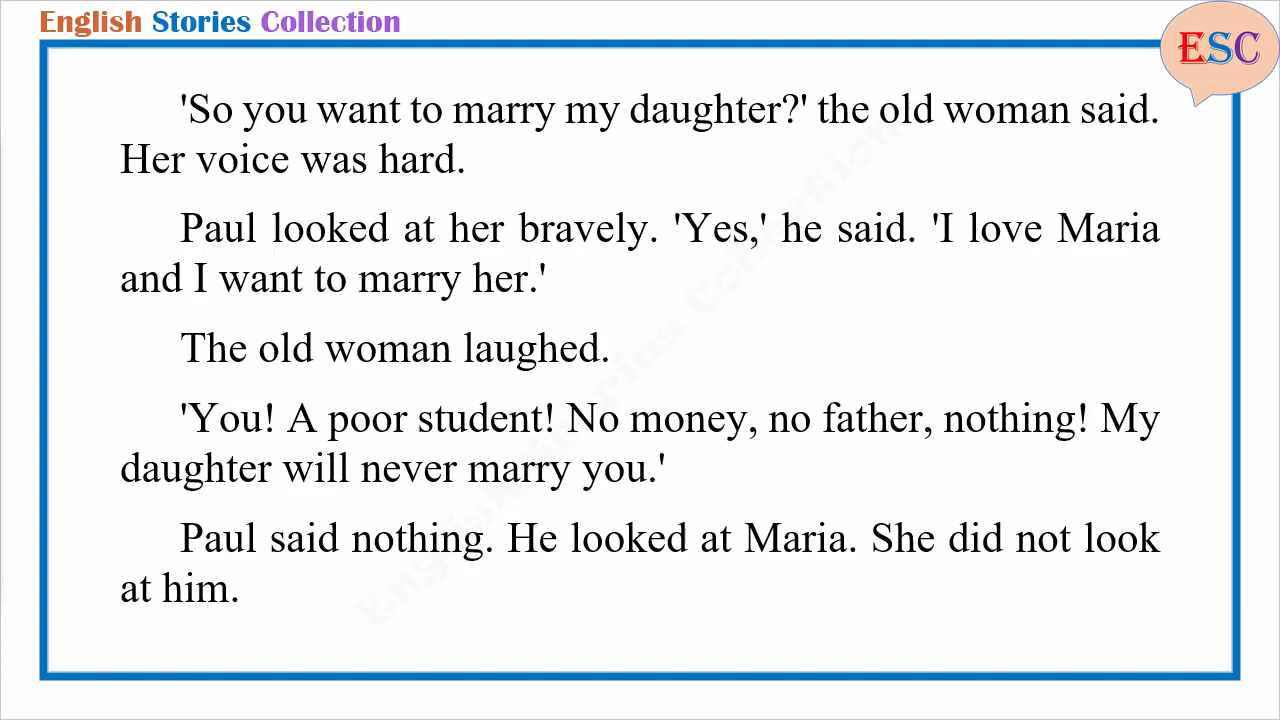 English Stories Collection
ESC
'So you want to marry my daughter?' the old woman said.
Her voice was hard.
Paul looked at her bravely. 'Yes,' he said. 'I love Maria
and I want to marry her.'
The old woman laughed.
'You! A poor student! No money, no father, nothing! My
daughter will never marry you.'
Paul said nothing. He looked at Maria. She did not look
at him.
English Stories Collection